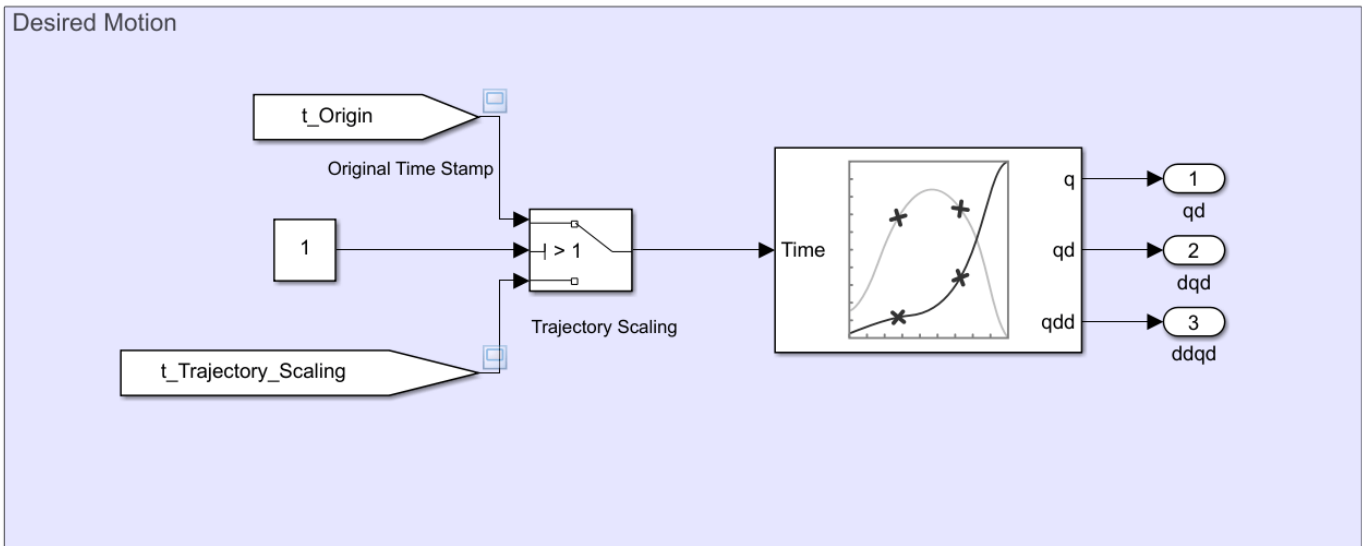 Desired Motion
t_Origin
Original Time Stamp
1
> 1
Trajectory Scaling
t_Trajectory_Scaling
Time
q
qd
qdd
1
qd
2
dqd
3
ddqd